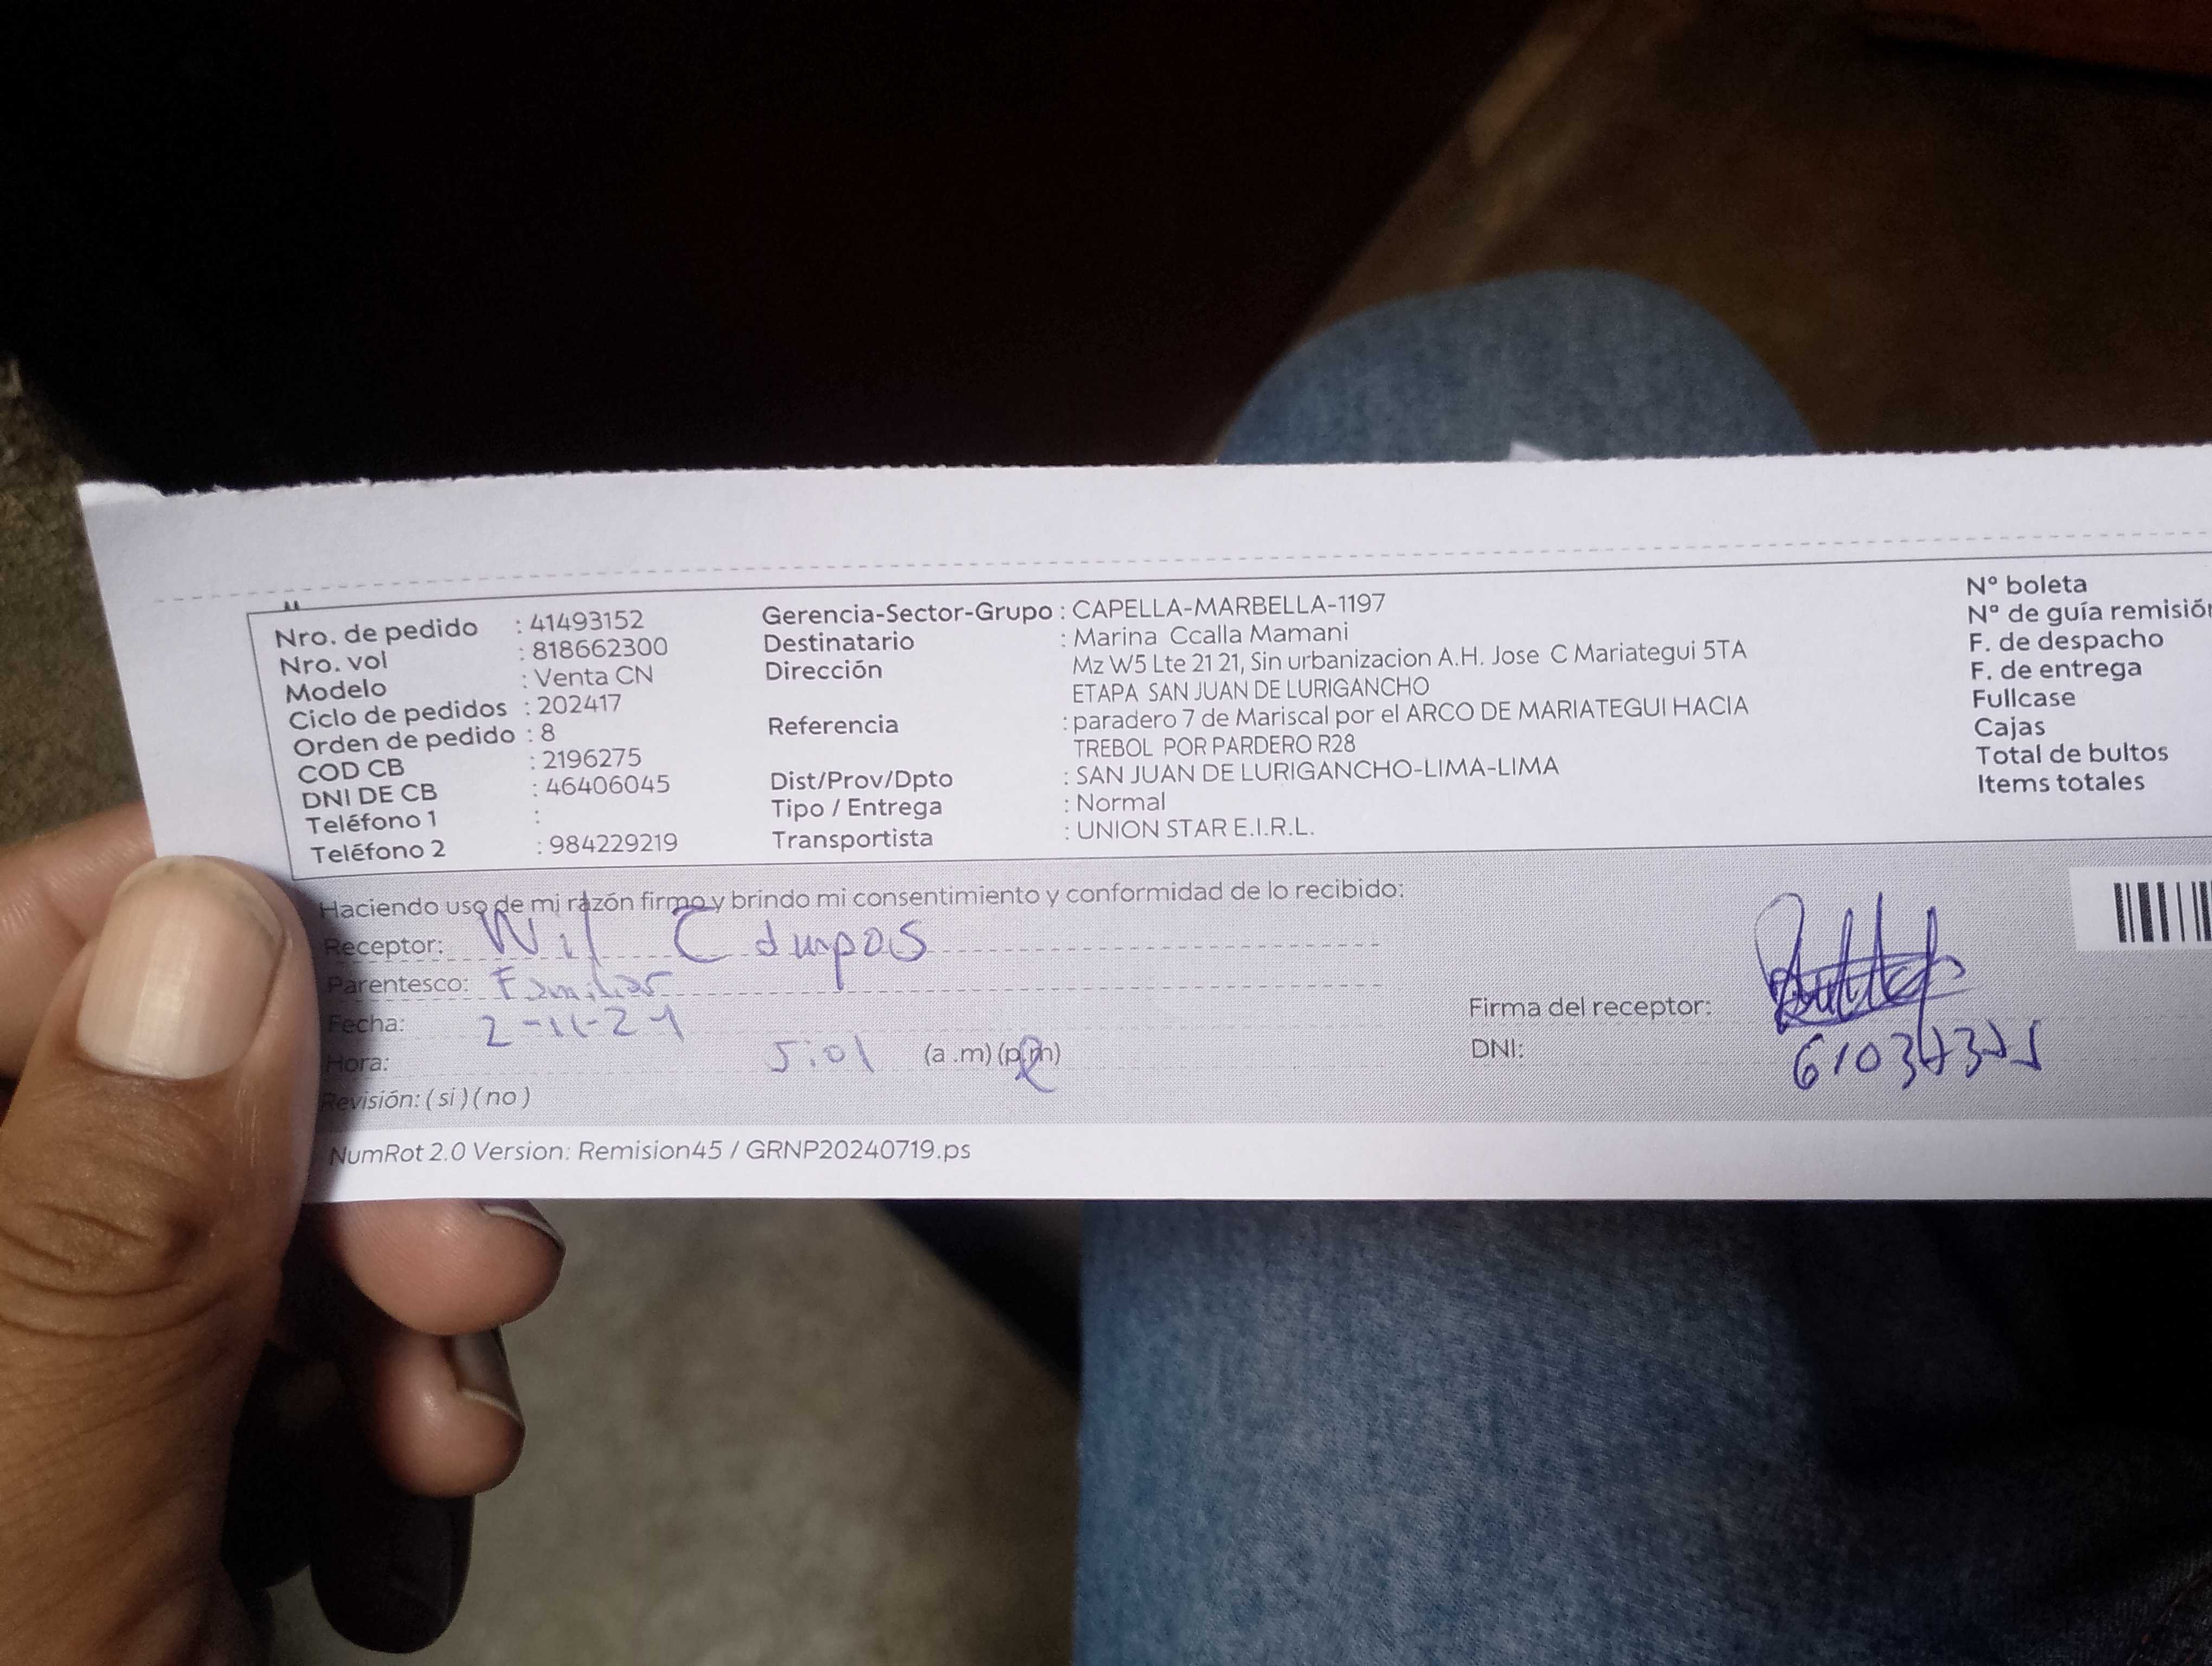 Nro. de pedido : 41493152
Nro. vol : 818662300
Modelo : Venta CN
Ciclo de pedidos : 202417
Orden de pedido : 8
COD CB : 2196275
DNI DE CB : 46406045
Teléfono 1 :
Teléfono 2 : 984229219
Gerencia-Sector-Grupo : CAPELLA-MARBELLA-1197
Destinatario : Marina Ccalla Mamani
Dirección Mz W5 Lte 21 21, Sin urbanizacion A.H. Jose C Mariategui 5TA
ETAPA SAN JUAN DE LURIGANCHO
Referencia : paradero 7 de Mariscal por el ARCO DE MARIATEGUI HACIA
TREBOL POR PARDERO R28
Dist/Prov/Dpto : SAN JUAN DE LURIGANCHO-LIMA-LIMA
Tipo / Entrega : Normal
Transportista : UNION STAR E.I.R.L.
Nº boleta
Nº de guía remisión
F. de despacho
F. de entrega
Fullcase
Cajas
Total de bultos
Items totales
Haciendo uso de mi razón firmo y brindo mi consentimiento y conformidad de lo recibido:
Receptor: Wil Campos
Parentesco: Familiar
Fecha: 2-11-24
Hora: 5:01 (a .m) (p.m)
Revisión: ( si ) ( no )
Firma del receptor:
DNI:
NumRot 2.0 Version: Remision45 / GRNP20240719.ps